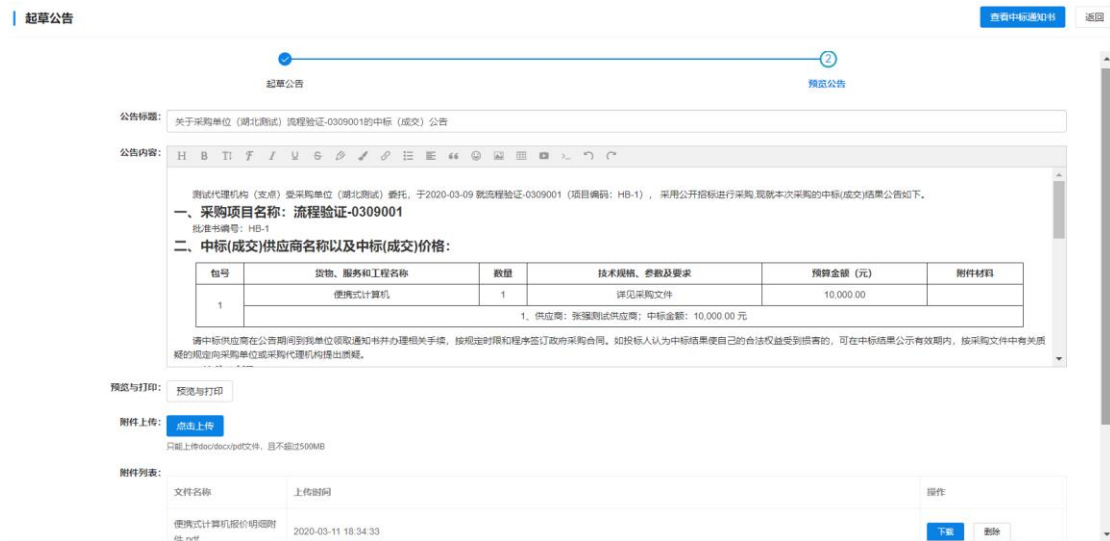 起草公告
查看中标通知书
返回
2
起草公告
预览公告
公告标题：
关于采购单位（湖北测试）流程验证-0309001的中标（成交）公告
公告内容：
测试代理机构（支点）受采购单位（湖北测试）委托，于2020-03-09 就流程验证-0309001（项目编码：HB-1）， 采用公开招标进行采购,现就本次采购的中标(成交)结果公告如下。
一、采购项目名称：流程验证-0309001
批准书编号：HB-1
二、中标(成交)供应商名称以及中标(成交)价格：
包号 货物、服务和工程名称 数量 技术规格、参数及要求 预算金额（元） 附件材料
1 便携式计算机 1 详见采购文件 10,000.00
1、供应商：张强测试供应商；中标金额：10,000.00 元
请中标供应商在公告期间到我单位领取通知书并办理相关手续，按规定时限和程序签订政府采购合同。如投标人认为中标结果使自己的合法权益受到损害的，可在中标结果公示有效期内，按采购文件中有关质
疑的规定向采购单位或采购代理机构提出质疑。
预览与打印：
预览与打印
附件上传：
点击上传
只能上传doc/docx/pdf文件，且不超过500MB
附件列表：
文件名称 上传时间 操作
便携式计算机报价明细附
件.pdf
2020-03-11 18:34:33
下载
删除